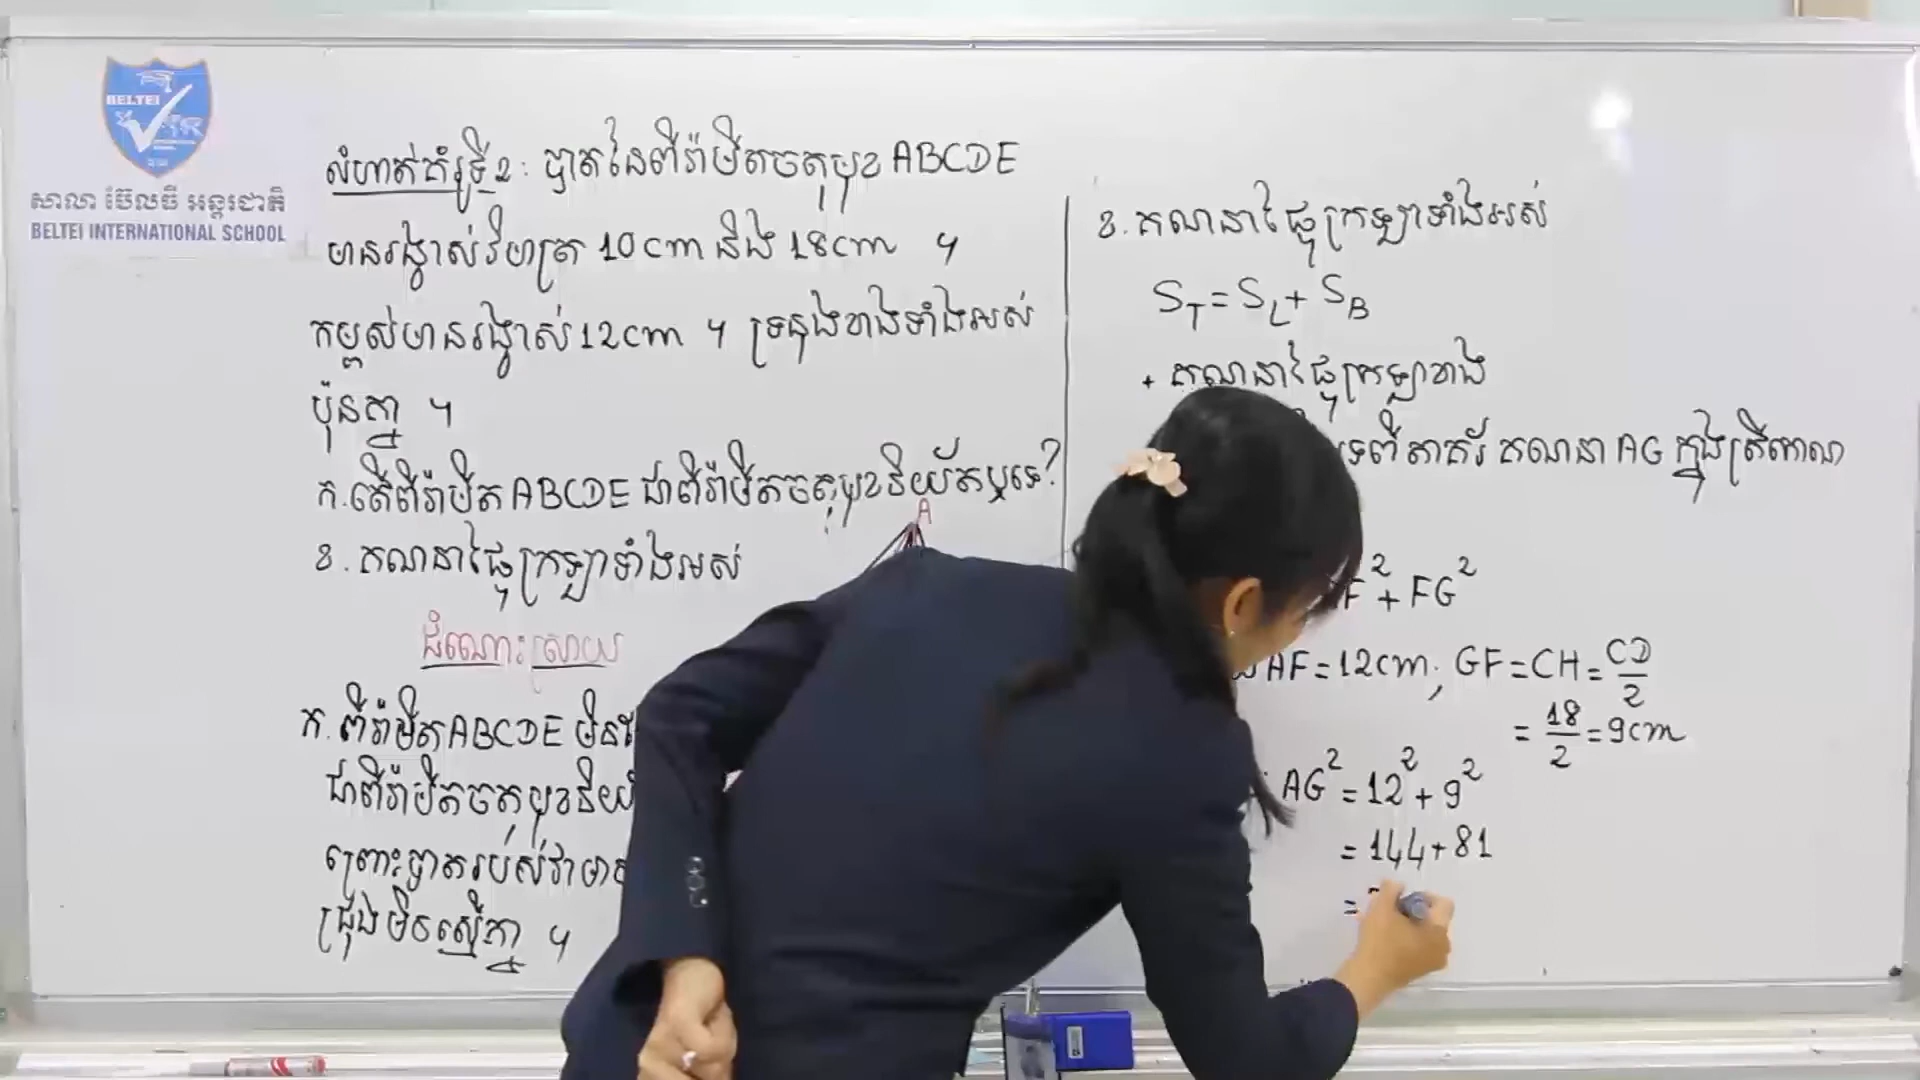 BELTEI
សាលា ប៊ែលធី អន្តរជាតិ
BELTEI INTERNATIONAL SCHOOL
លំហាត់គំរូទី2 : បាតនៃពីរ៉ាមីតចតុមុខ ABCDE
មានរង្វាស់វិមាត្រ 10cm និង 18cm ។
កម្ពស់មានរង្វាស់ 12cm ។ ទ្រនុងខាងទាំងអស់
ប៉ុនគ្នា ។
ក. តើពីរ៉ាមីត ABCDE ជាពីរ៉ាមីតចតុមុខនិយ័តឬទេ?
ខ. គណនាផ្ទៃក្រឡាទាំងអស់
A
ដំណោះស្រាយ
ក. ពីរ៉ាមីត ABCDE មិន
ជាពីរ៉ាមីតចតុមុខនិយ
ព្រោះបាតរបស់វាមាន
ជ្រុងមិនស្មើគ្នា ។
ខ. គណនាផ្ទៃក្រឡាទាំងអស់
S_T = S_L + S_B
+ គណនាផ្ទៃក្រឡាខាង
ទពីតាគ័រ គណនា AG ក្នុងត្រីកោណ
F² + FG²
AF = 12cm ; GF = CH = CD/2
= 18/2 = 9cm
AG² = 12² + 9²
= 144 + 81
=